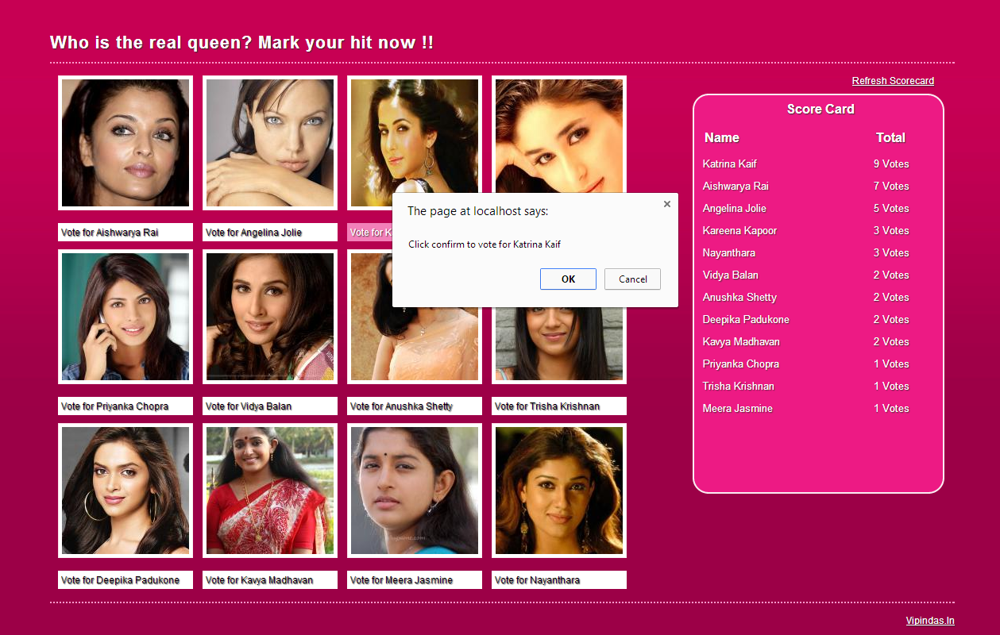 Who is the real queen? Mark your hit now !!
Refresh Scorecard
Vote for Aishwarya Rai
Vote for Angelina Jolie
Vote for K
The page at localhost says:
Click confirm to vote for Katrina Kaif
OK
Cancel
Vote for Priyanka Chopra
Vote for Vidya Balan
Vote for Anushka Shetty
Vote for Trisha Krishnan
Vote for Deepika Padukone
Vote for Kavya Madhavan
Vote for Meera Jasmine
Vote for Nayanthara
Score Card
Name Total
Katrina Kaif 9 Votes
Aishwarya Rai 7 Votes
Angelina Jolie 5 Votes
Kareena Kapoor 3 Votes
Nayanthara 3 Votes
Vidya Balan 2 Votes
Anushka Shetty 2 Votes
Deepika Padukone 2 Votes
Kavya Madhavan 2 Votes
Priyanka Chopra 1 Votes
Trisha Krishnan 1 Votes
Meera Jasmine 1 Votes
Vipindas.In